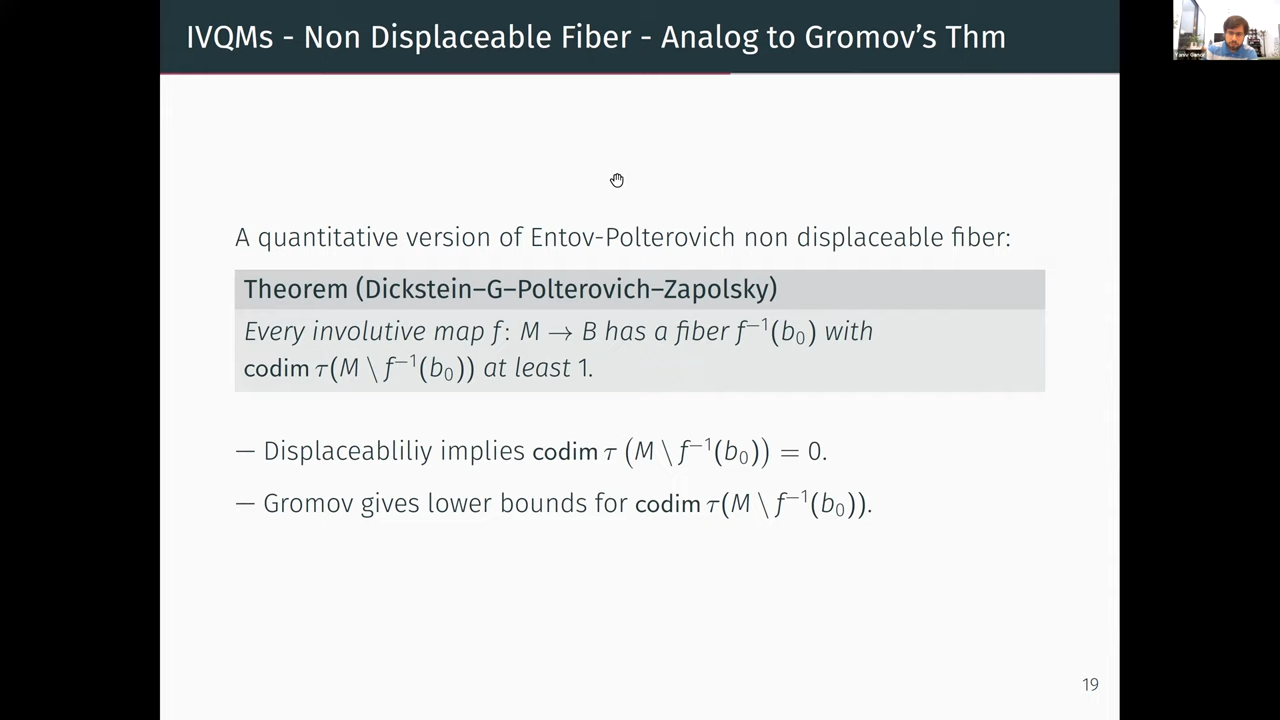 IVQMs - Non Displaceable Fiber - Analog to Gromov's Thm
A quantitative version of Entov-Polterovich non displaceable fiber:
Theorem (Dickstein–G–Polterovich–Zapolsky)
Every involutive map f: M → B has a fiber f⁻¹(b₀) with
codim τ(M \ f⁻¹(b₀)) at least 1.
— Displaceabliliy implies codim τ (M \ f⁻¹(b₀)) = 0.
— Gromov gives lower bounds for codim τ(M \ f⁻¹(b₀)).
19